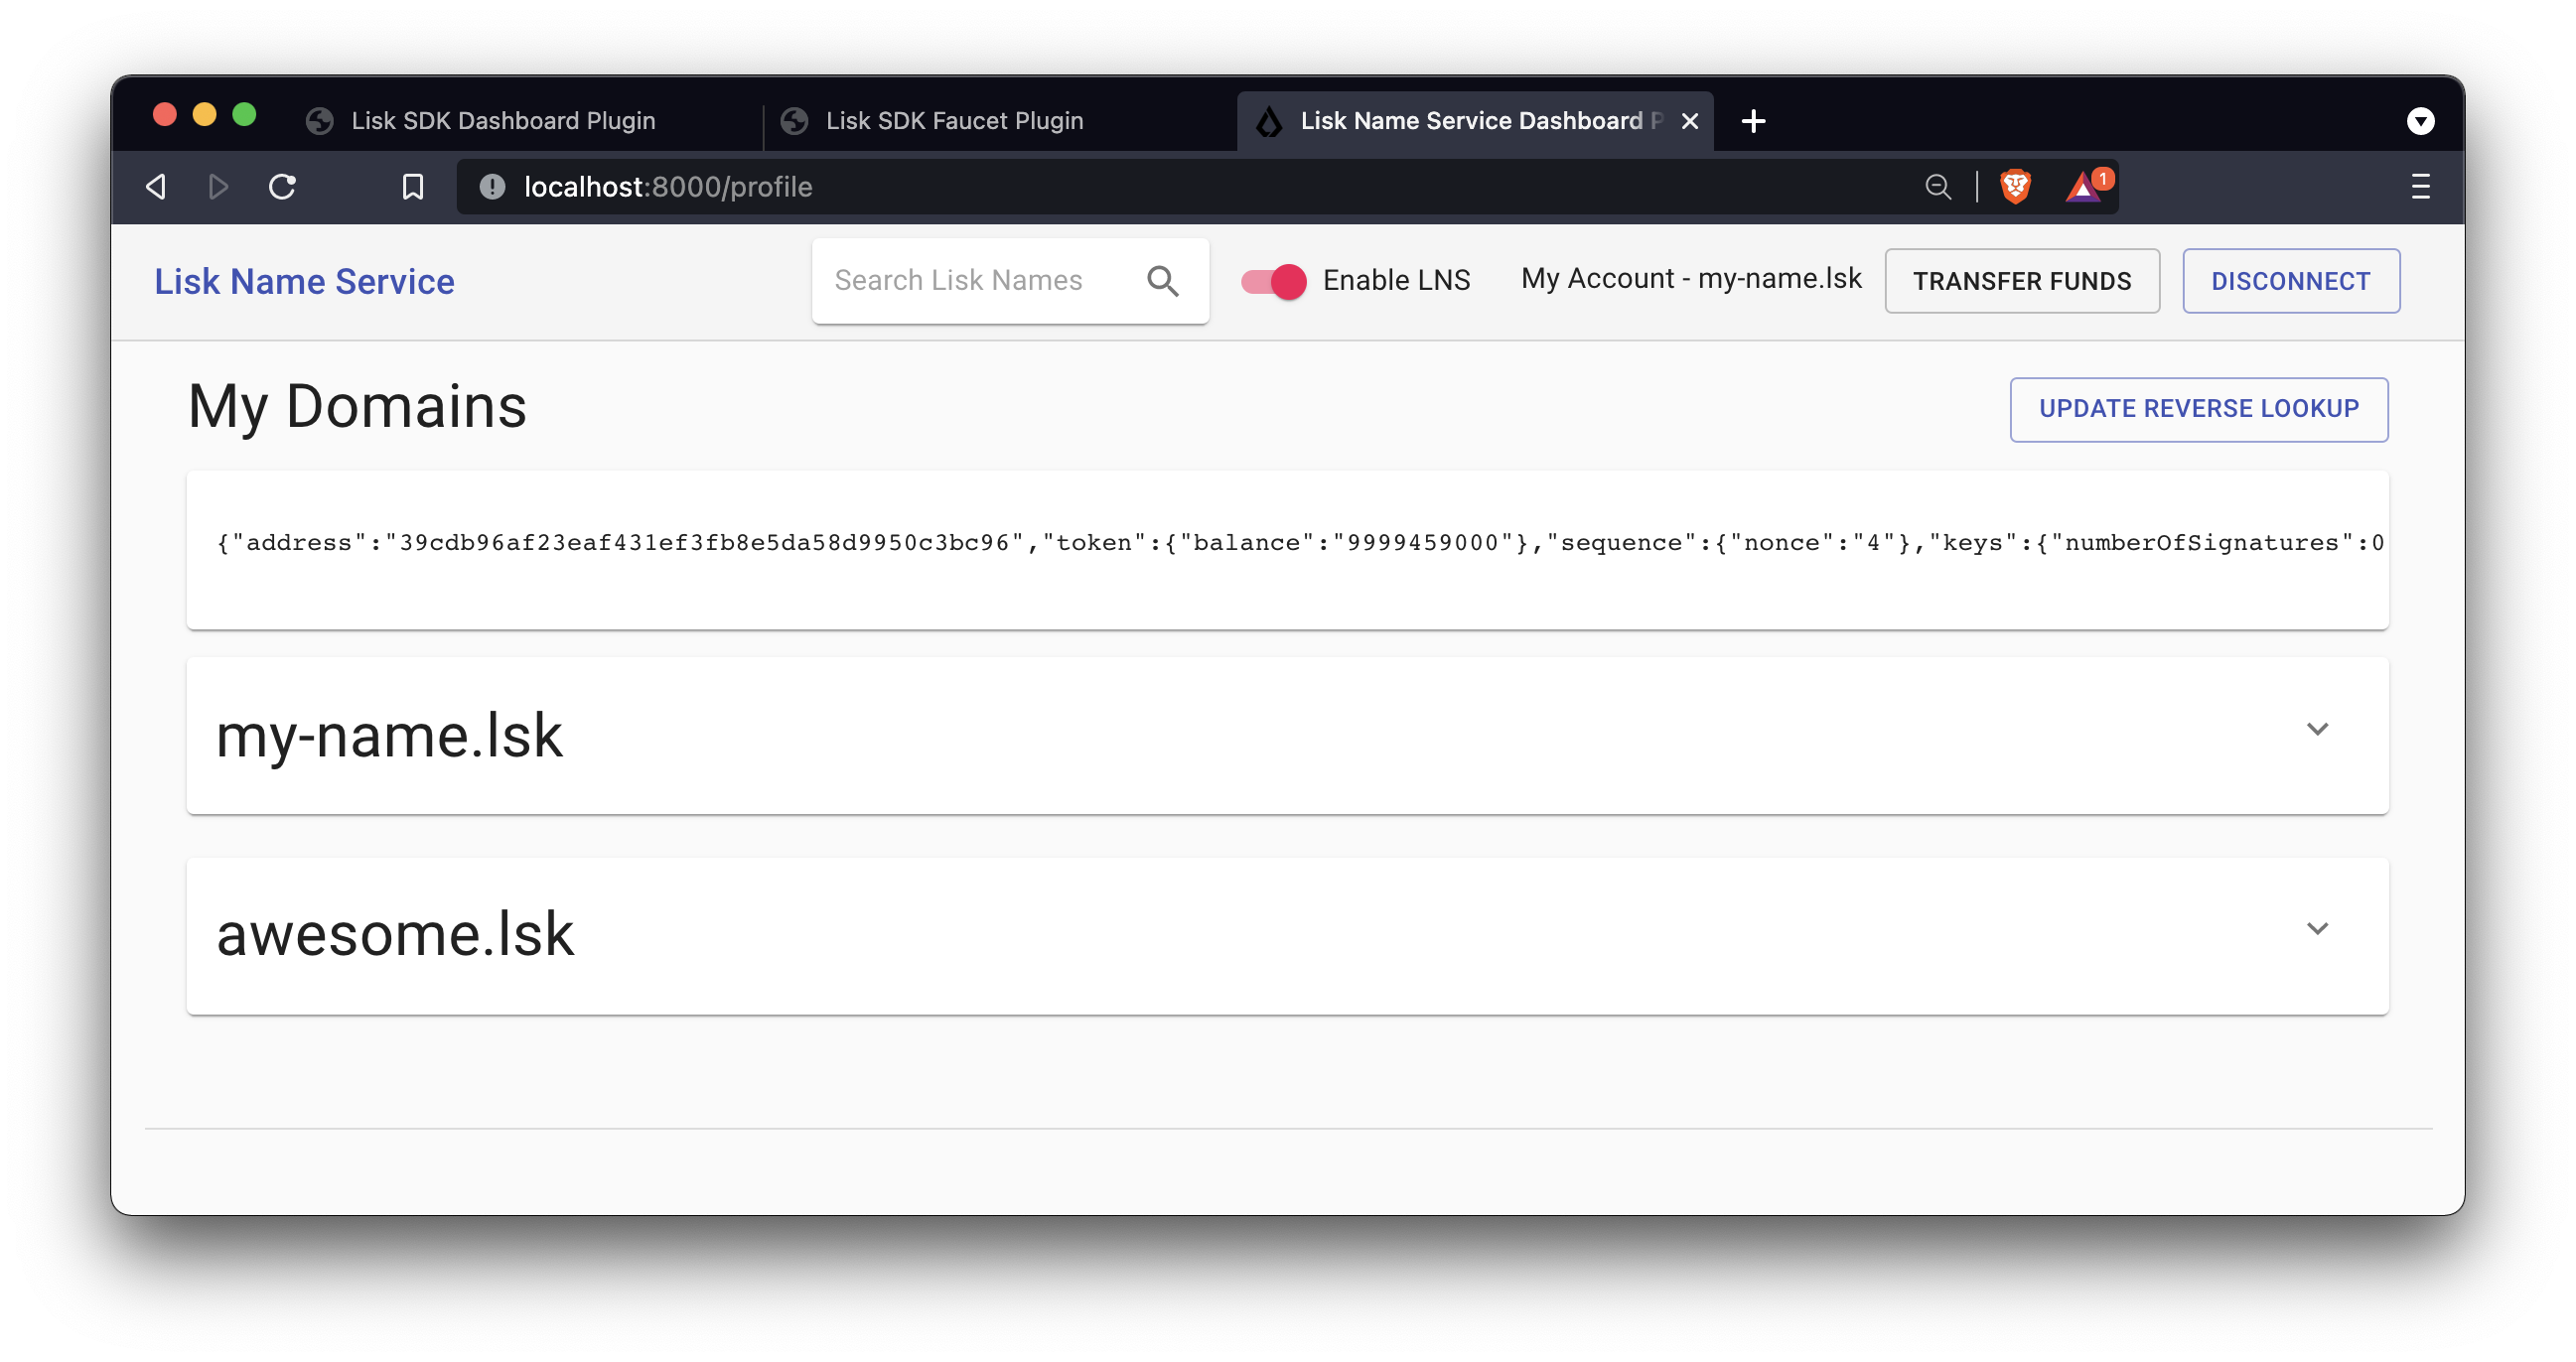 Lisk SDK Dashboard Plugin
Lisk SDK Faucet Plugin
Lisk Name Service Dashboard P
localhost:8000/profile
1
Lisk Name Service
Search Lisk Names
Enable LNS
My Account - my-name.lsk
TRANSFER FUNDS
DISCONNECT
My Domains
UPDATE REVERSE LOOKUP
{"address":"39cdb96af23eaf431ef3fb8e5da58d9950c3bc96","token":{"balance":"9999459000"},"sequence":{"nonce":"4"},"keys":{"numberOfSignatures":0
my-name.lsk
awesome.lsk